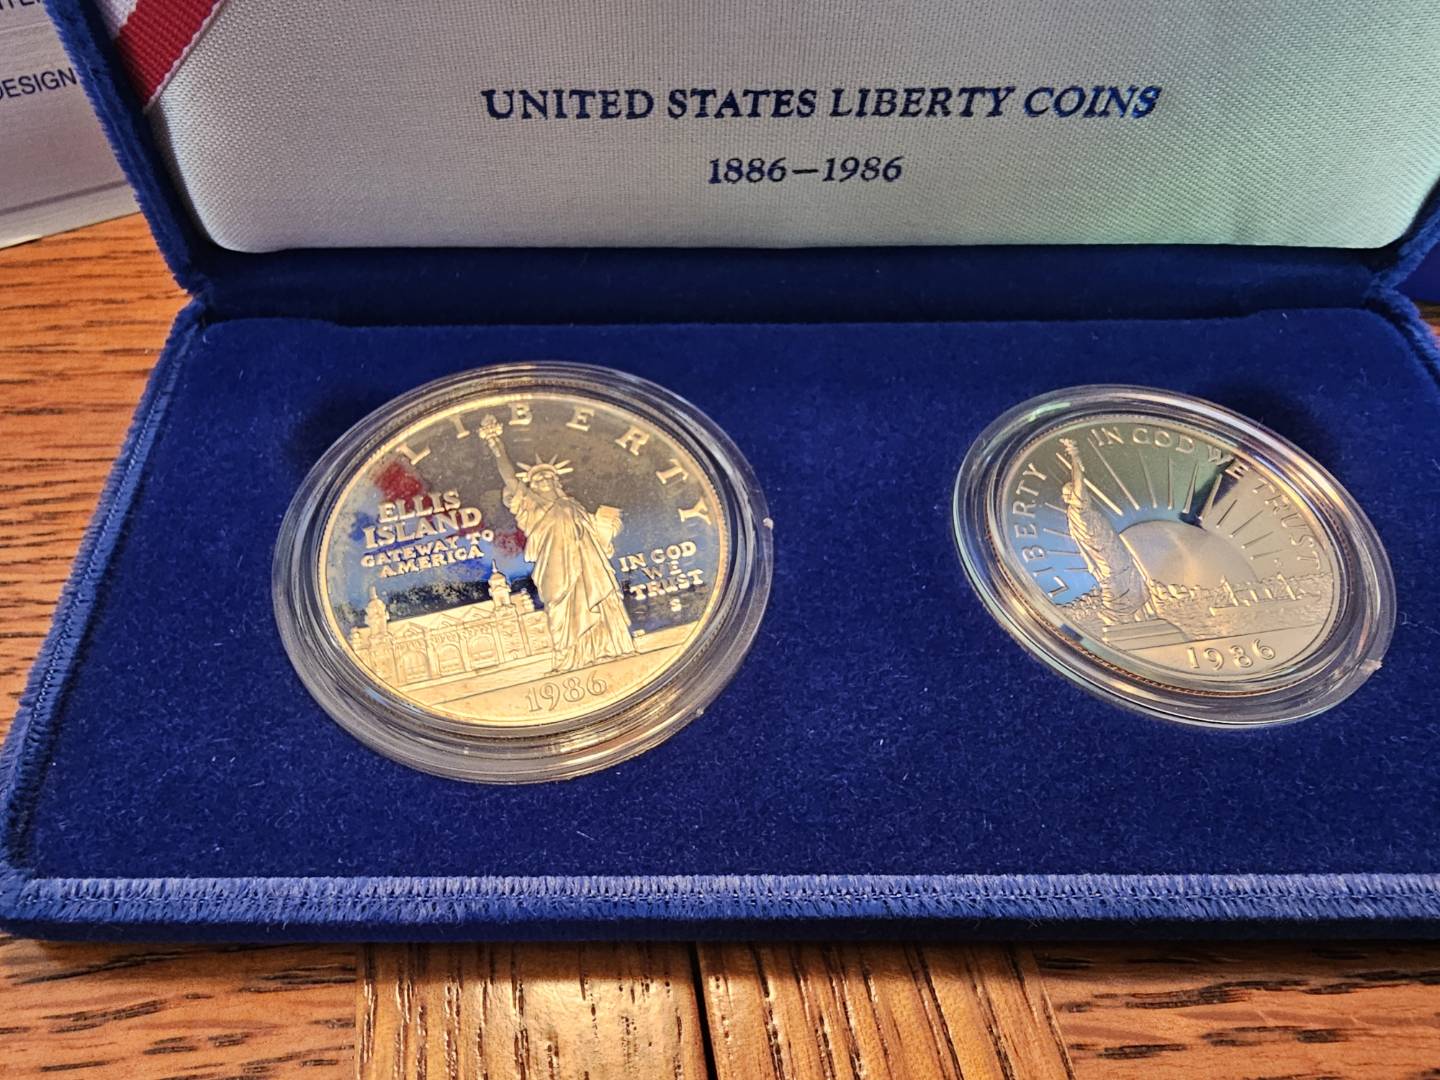 DESIGN
UNITED STATES LIBERTY COINS
1886–1986
LIBERTY
ELLIS
ISLAND
GATEWAY TO
AMERICA
IN GOD
WE
TRUST
S
1986
LIBERTY
IN GOD WE TRUST
1986